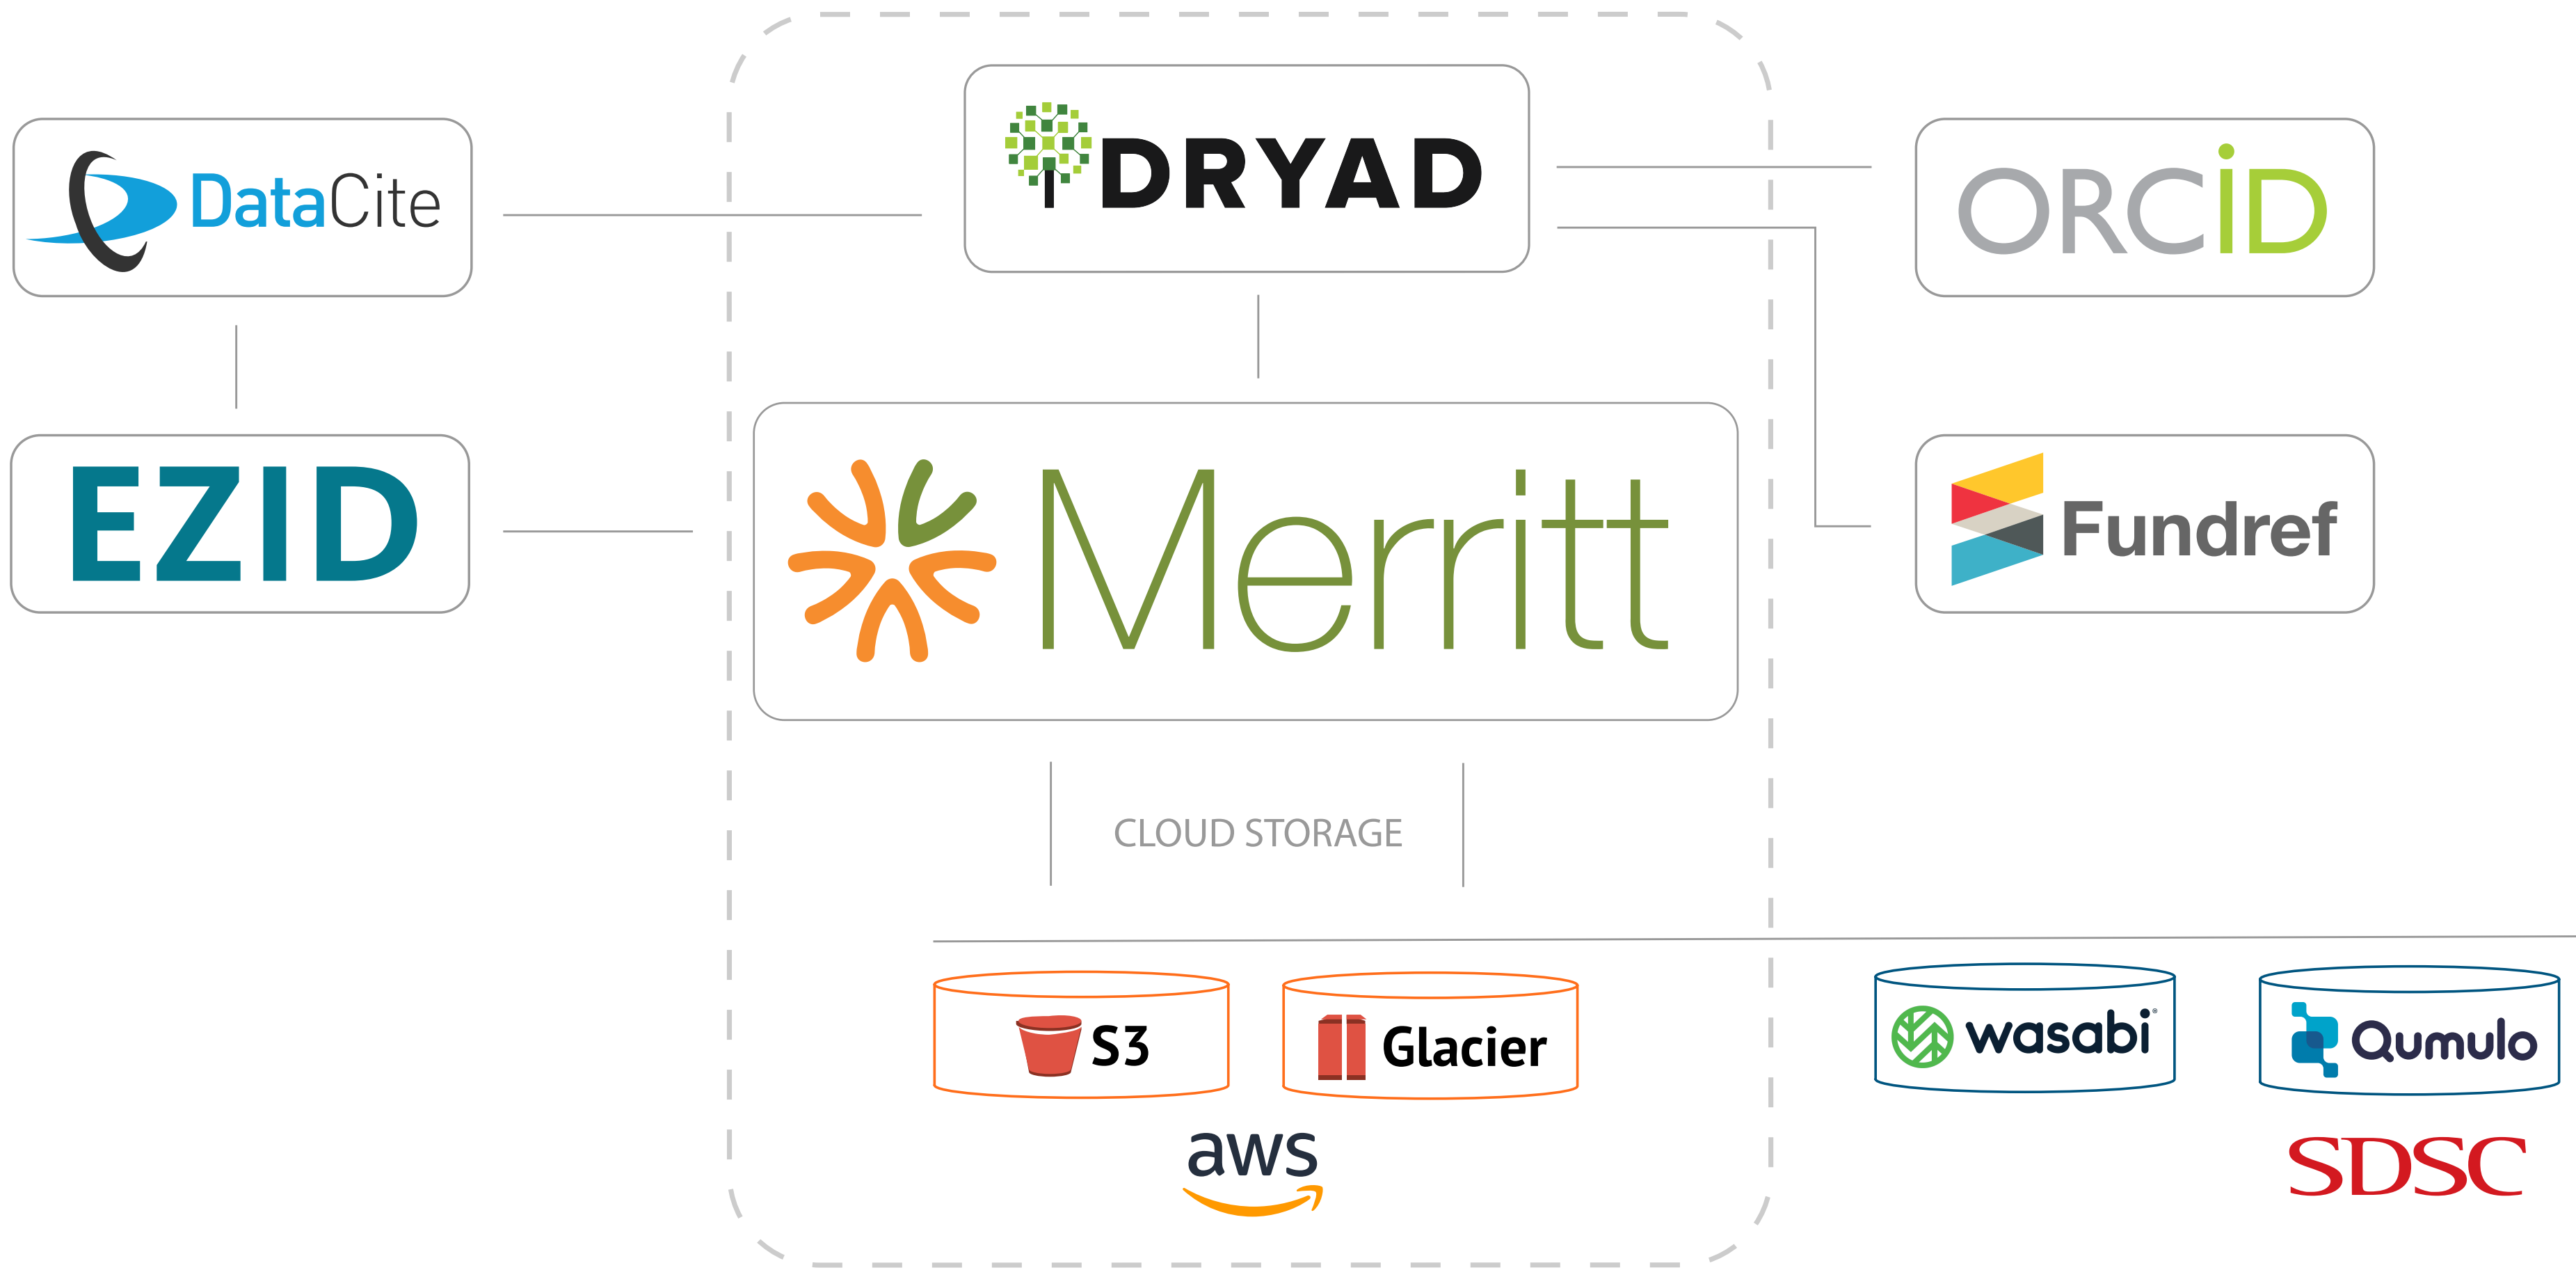 DataCite
DRYAD
ORCID
EZID
Merritt
Fundref
CLOUD STORAGE
S3
Glacier
wasabi®
Qumulo
aws
SDSC